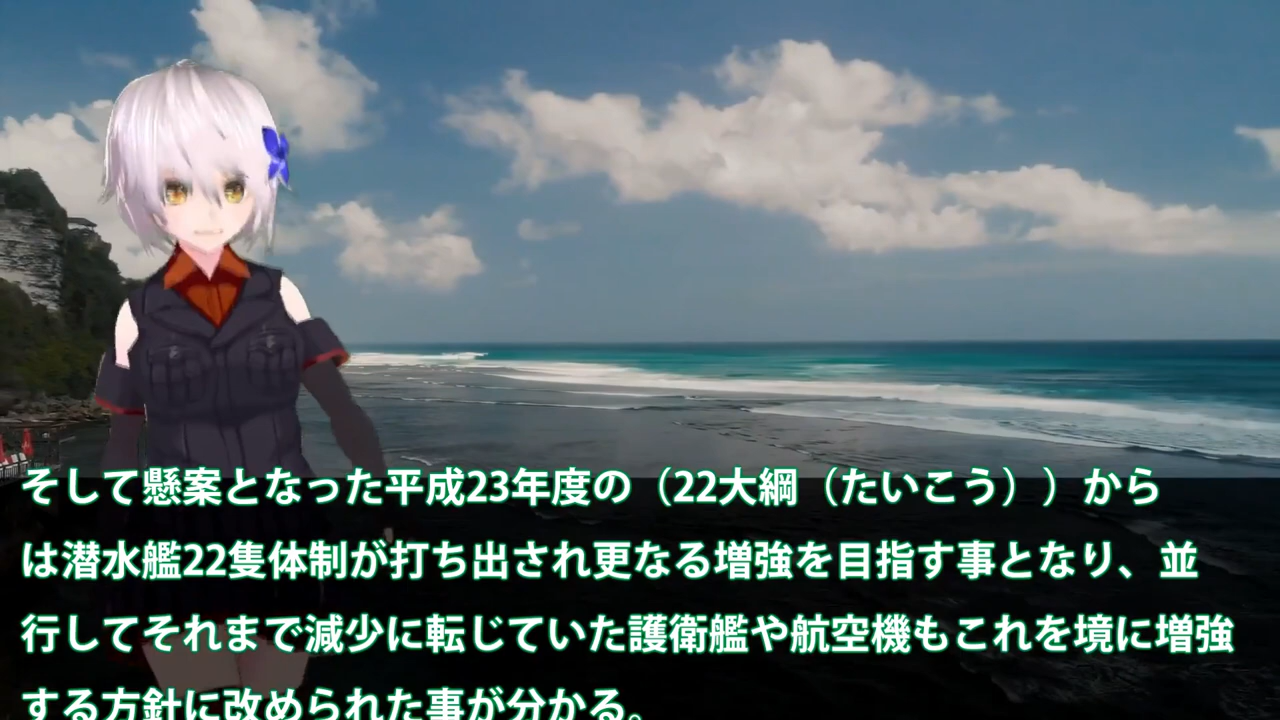 そして懸案となった平成23年度の（22大綱（たいこう））から
は潜水艦22隻体制が打ち出され更なる増強を目指す事となり、並
行してそれまで減少に転じていた護衛艦や航空機もこれを境に増強
する方針に改められた事が分かる。